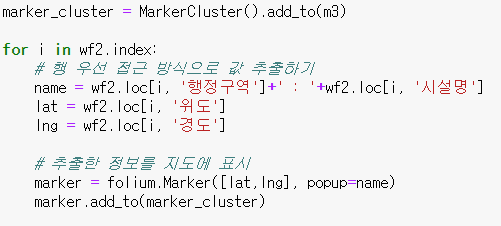 marker_cluster = MarkerCluster().add_to(m3)
for i in wf2.index:
# 행 우선 접근 방식으로 값 추출하기
name = wf2.loc[i, '행정구역']+' : '+wf2.loc[i, '시설명']
lat = wf2.loc[i, '위도']
lng = wf2.loc[i, '경도']
# 추출한 정보를 지도에 표시
marker = folium.Marker([lat,lng], popup=name)
marker.add_to(marker_cluster)